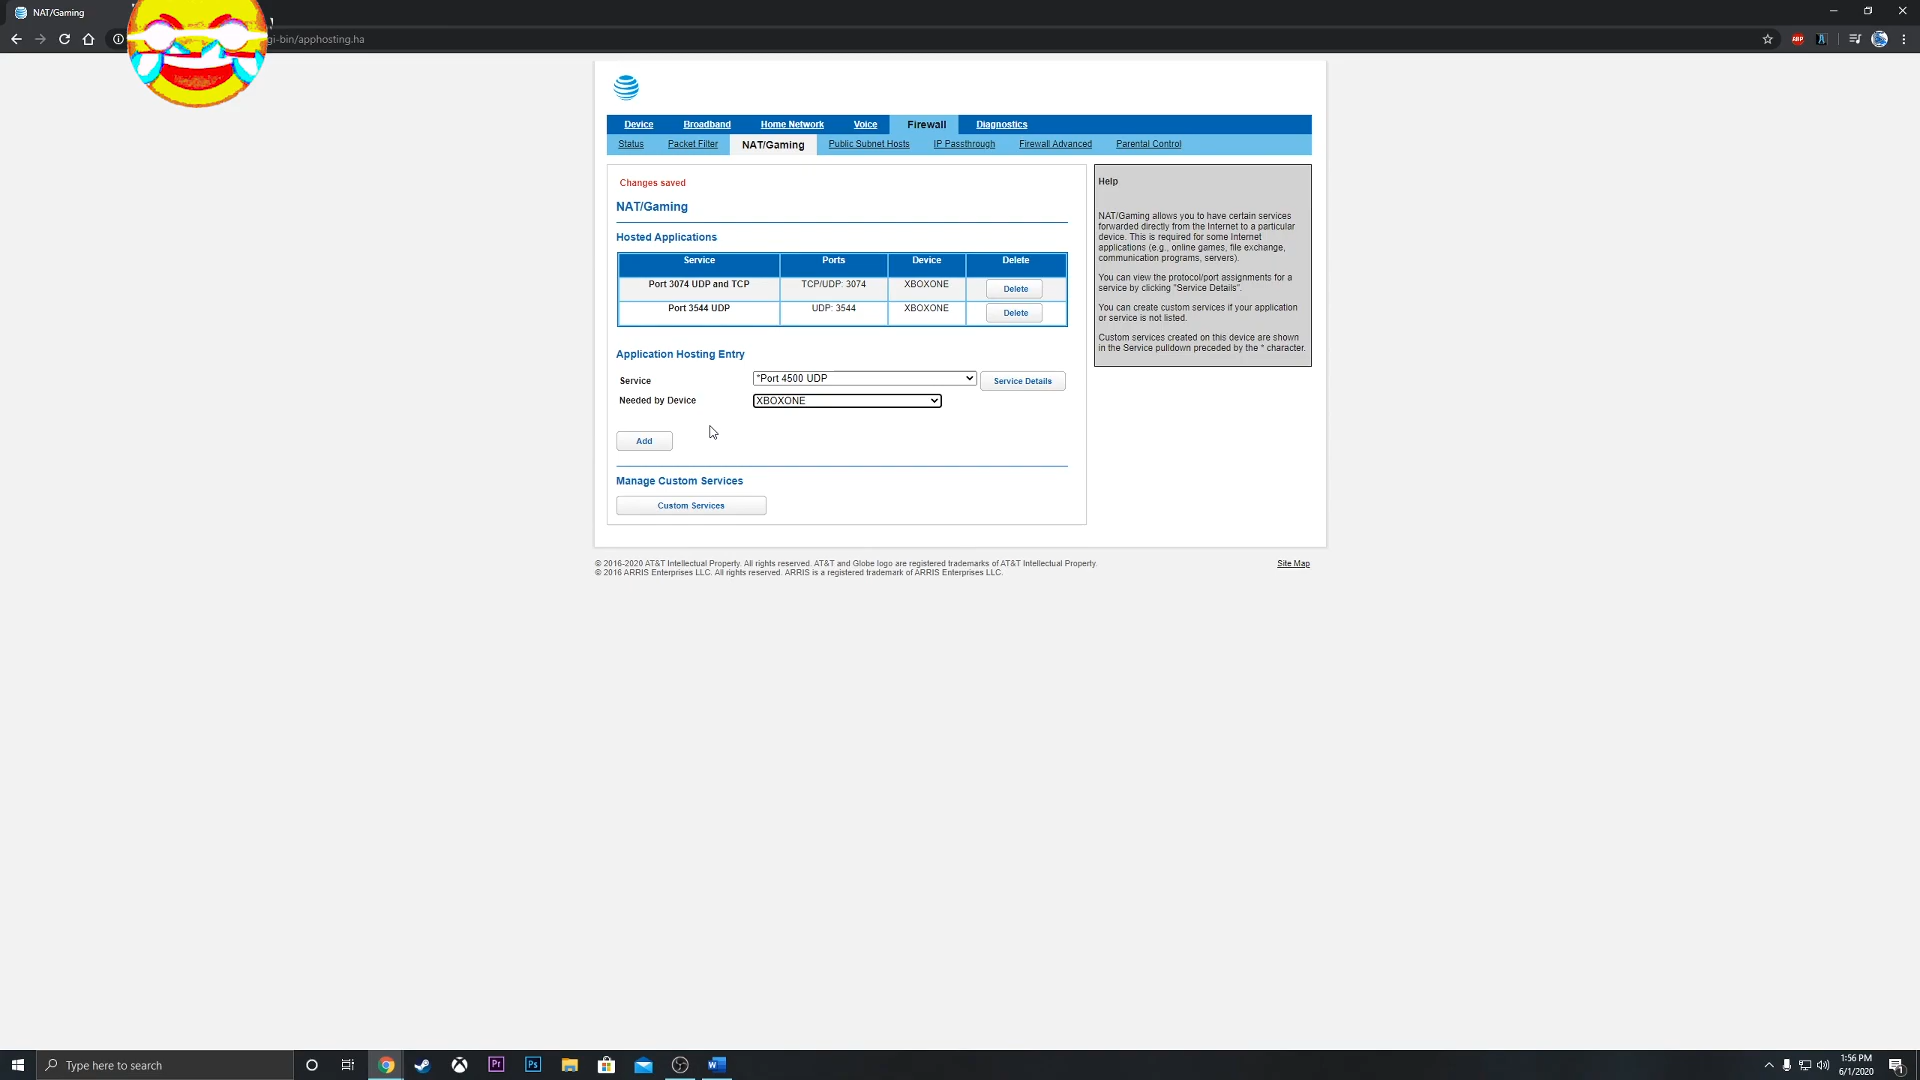 NAT/Gaming
gi-bin/apphosting.ha
ABP
Device Broadband Home Network Voice Firewall Diagnostics
Status Packet Filter NAT/Gaming Public Subnet Hosts IP Passthrough Firewall Advanced Parental Control
Changes saved
NAT/Gaming
Hosted Applications
Service Ports Device Delete
Port 3074 UDP and TCP TCP/UDP: 3074 XBOXONE Delete
Port 3544 UDP UDP: 3544 XBOXONE Delete
Application Hosting Entry
Service *Port 4500 UDP Service Details
Needed by Device XBOXONE
Add
Manage Custom Services
Custom Services
Help
NAT/Gaming allows you to have certain services
forwarded directly from the Internet to a particular
device. This is required for some Internet
applications (e.g., online games, file exchange,
communication programs, servers).
You can view the protocol/port assignments for a
service by clicking "Service Details".
You can create custom services if your application
or service is not listed.
Custom services created on this device are shown
in the Service pulldown preceded by the * character.
© 2016-2020 AT&T Intellectual Property. All rights reserved. AT&T and Globe logo are registered trademarks of AT&T Intellectual Property.
© 2016 ARRIS Enterprises LLC. All rights reserved. ARRIS is a registered trademark of ARRIS Enterprises LLC.
Site Map
Type here to search
Pr
Ps
W
1:56 PM
6/1/2020